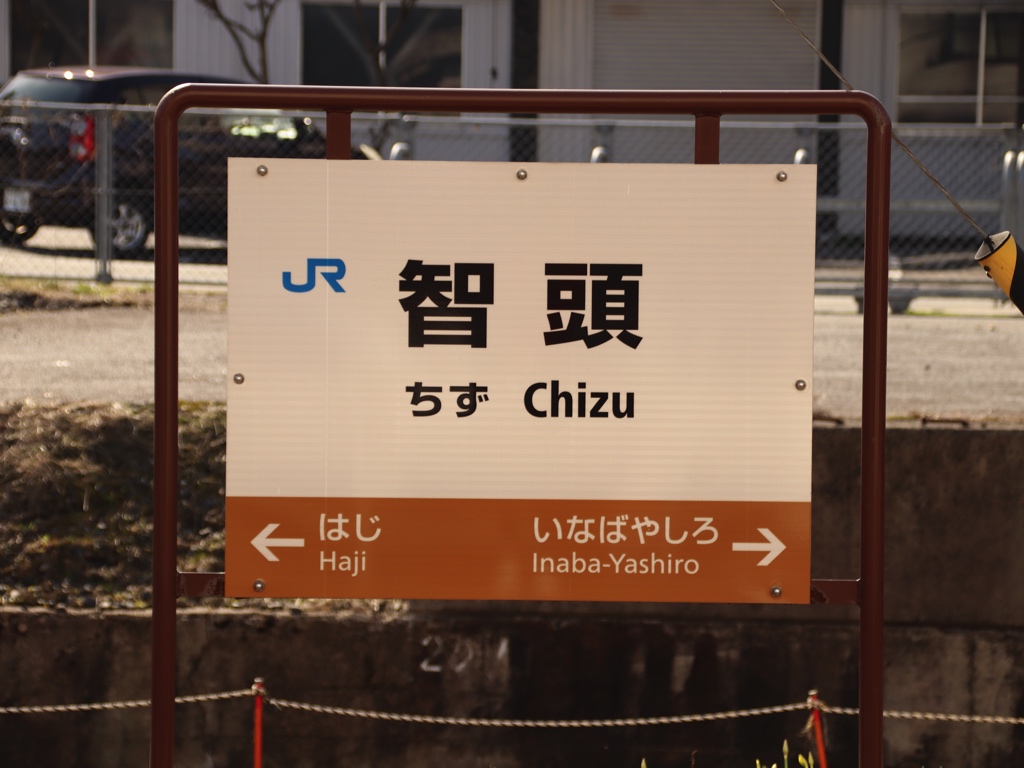 JR 智頭
ちず Chizu
← はじ
Haji
いなばやしろ →
Inaba-Yashiro